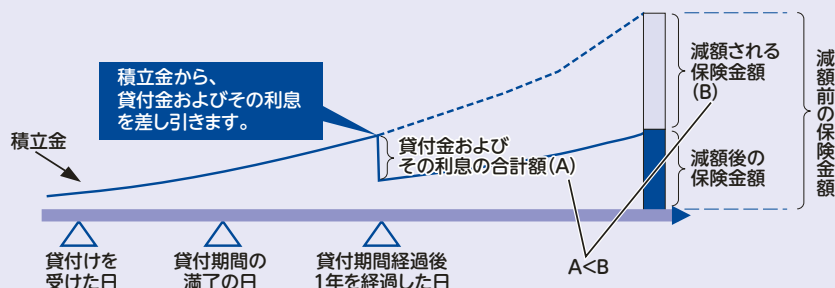 積立金から、
貸付金およびその利息
を差し引きます。
積立金
貸付金および
その利息の合計額(A)
減額される
保険金額
(B)
減額後の
保険金額
減額前の保険金額
貸付けを
受けた日
貸付期間の
満了の日
貸付期間経過後
1年を経過した日
A<B